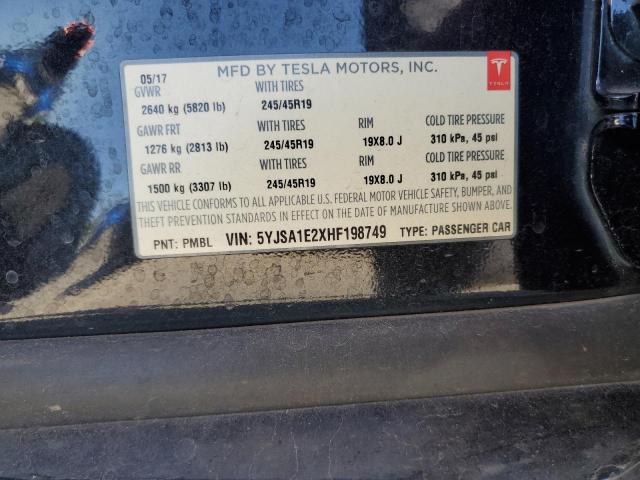 05/17 MFD BY TESLA MOTORS, INC.
TESLA
GVWR WITH TIRES
2640 kg (5820 lb) 245/45R19
GAWR FRT WITH TIRES RIM COLD TIRE PRESSURE
1276 kg (2813 lb) 245/45R19 19X8.0 J 310 kPa, 45 psi
GAWR RR WITH TIRES RIM COLD TIRE PRESSURE
1500 kg (3307 lb) 245/45R19 19X8.0 J 310 kPa, 45 psi
THIS VEHICLE CONFORMS TO ALL APPLICABLE U.S. FEDERAL MOTOR VEHICLE SAFETY, BUMPER, AND
THEFT PREVENTION STANDARDS IN EFFECT ON THE DATE OF MANUFACTURE SHOWN ABOVE.
PNT: PMBL VIN: 5YJSA1E2XHF198749 TYPE: PASSENGER CAR